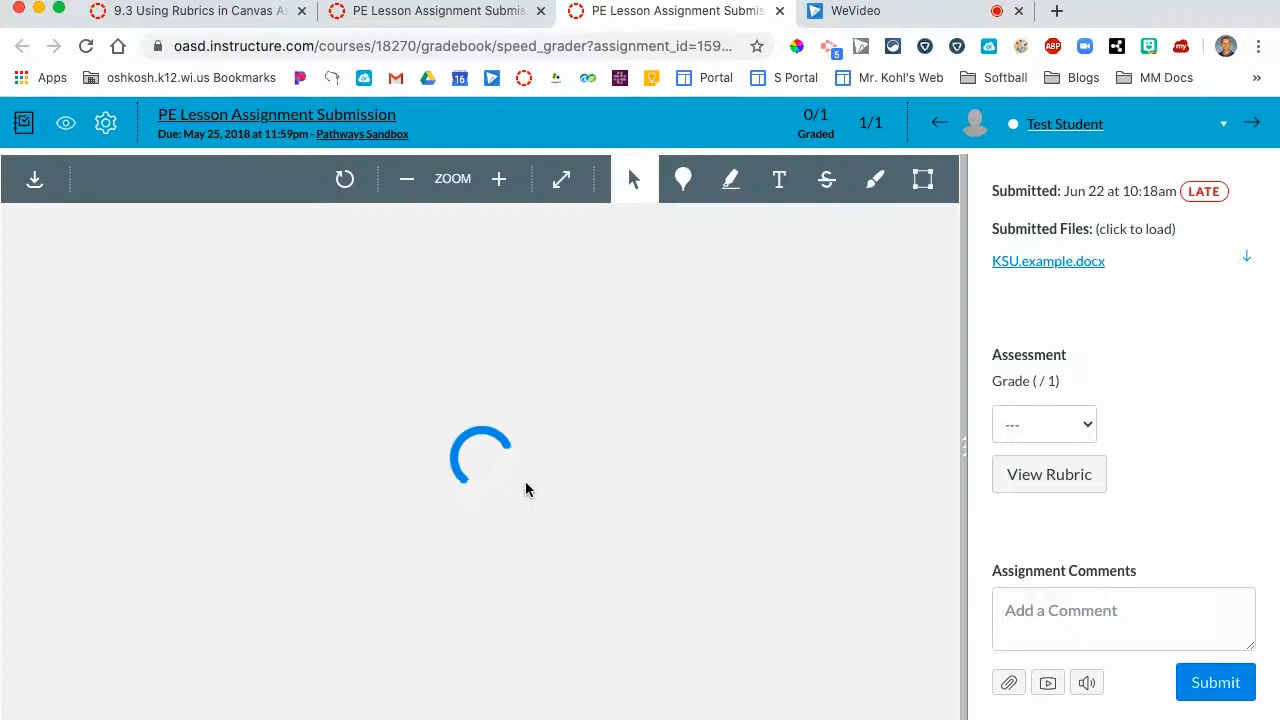 9.3 Using Rubrics in Canvas As
PE Lesson Assignment Submis
PE Lesson Assignment Submis
WeVideo
oasd.instructure.com/courses/18270/gradebook/speed_grader?assignment_id=159...
5
ABP
Apps
oshkosh.k12.wi.us Bookmarks
16
Portal
S Portal
Mr. Kohl's Web
Softball
Blogs
MM Docs
»
PE Lesson Assignment Submission
Due: May 25, 2018 at 11:59pm - Pathways Sandbox
0/1
Graded
1/1
Test Student
ZOOM
T
Submitted: Jun 22 at 10:18am LATE
Submitted Files: (click to load)
KSU.example.docx
Assessment
Grade ( / 1)
---
View Rubric
Assignment Comments
Add a Comment
Submit